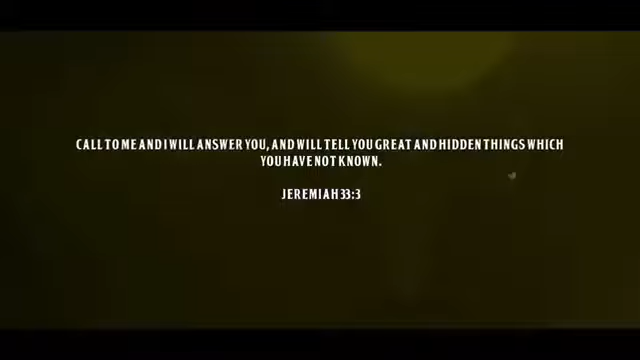 CALL TO ME AND I WILL ANSWER YOU, AND WILL TELL YOU GREAT AND HIDDEN THINGS WHICH
YOU HAVE NOT KNOWN.
JEREMIAH 33:3